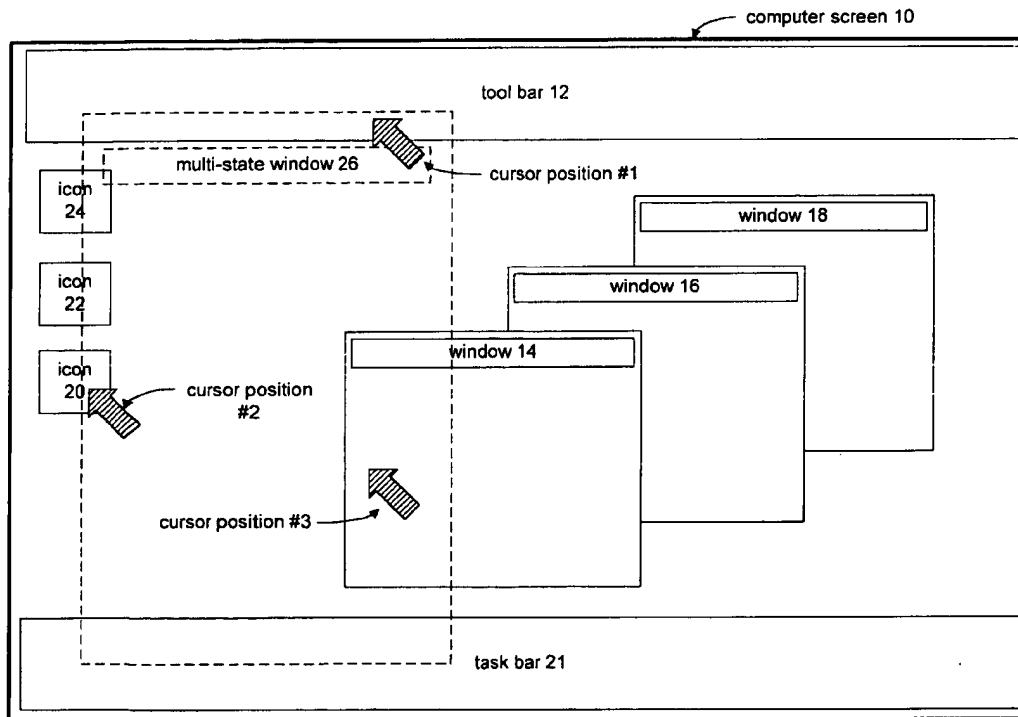 computer screen 10
tool bar 12
multi-state window 26
cursor position #1
icon
24
window 18
icon
22
window 16
window 14
icon
20
cursor position
#2
cursor position #3
task bar 21